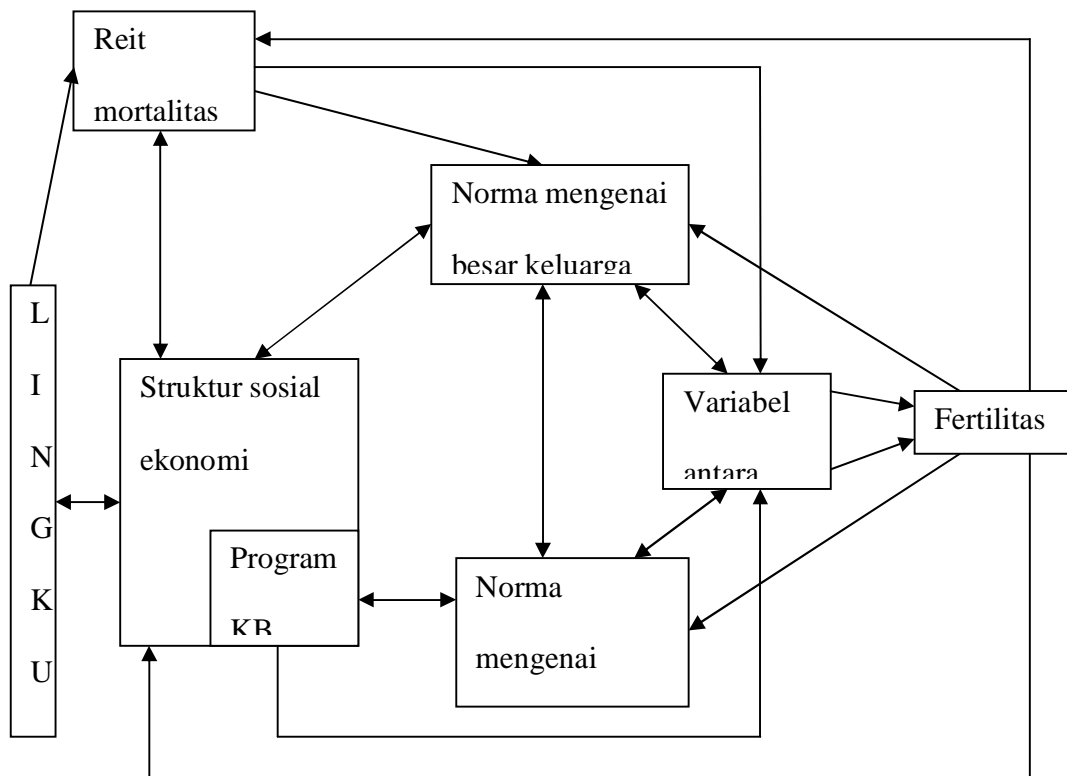 Reit
mortalitas
Norma mengenai
besar keluarga
L
I
N
G
K
U
Struktur sosial
ekonomi
Program
KB
Variabel
antara
Fertilitas
Norma
mengenai